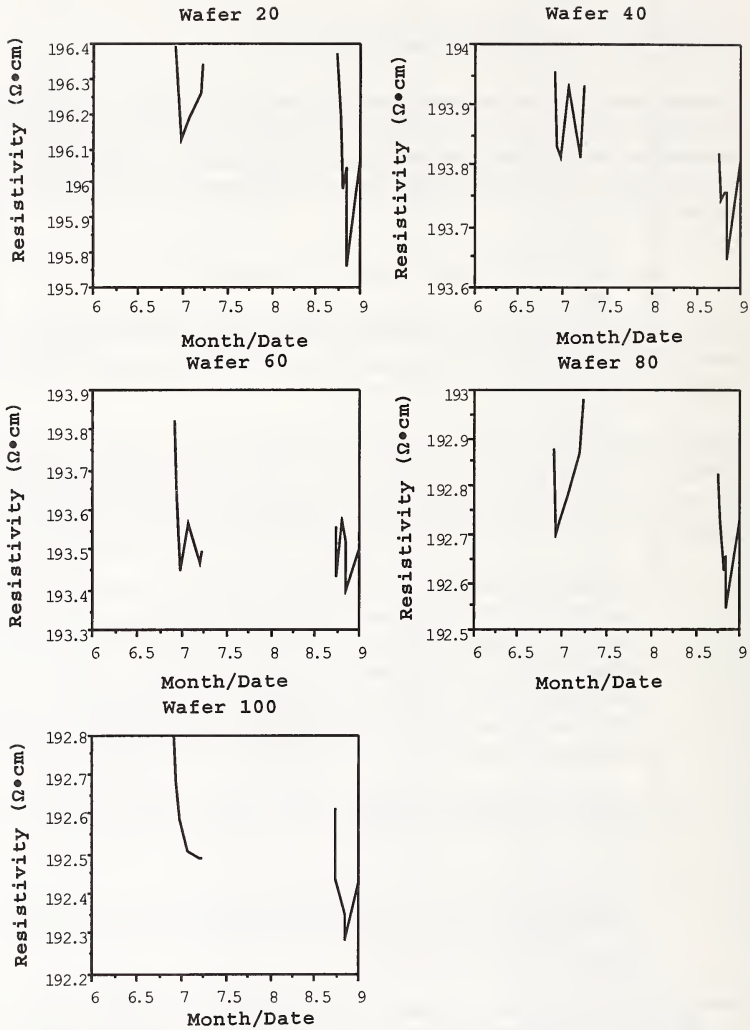 Wafer 20
Resistivity (Ω•cm)
196.4
196.3
196.2
196.1
196
195.9
195.8
195.7
6 6.5 7 7.5 8 8.5 9
Month/Date
Wafer 40
Resistivity (Ω•cm)
194
193.9
193.8
193.7
193.6
6 6.5 7 7.5 8 8.5 9
Month/Date
Wafer 60
Resistivity (Ω•cm)
193.9
193.8
193.7
193.6
193.5
193.4
193.3
6 6.5 7 7.5 8 8.5 9
Month/Date
Wafer 80
Resistivity (Ω•cm)
193
192.9
192.8
192.7
192.6
192.5
6 6.5 7 7.5 8 8.5 9
Month/Date
Wafer 100
Resistivity (Ω•cm)
192.8
192.7
192.6
192.5
192.4
192.3
192.2
6 6.5 7 7.5 8 8.5 9
Month/Date